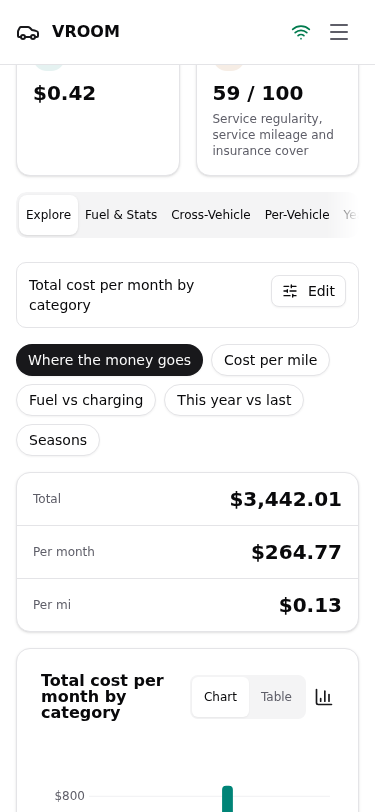 VROOM
$0.42
59 / 100
Service regularity,
service mileage and
insurance cover
Explore Fuel & Stats Cross-Vehicle Per-Vehicle Ye
Total cost per month by
category
Edit
Where the money goes
Cost per mile
Fuel vs charging
This year vs last
Seasons
Total $3,442.01
Per month $264.77
Per mi $0.13
Total cost per
month by
category
Chart Table
$800